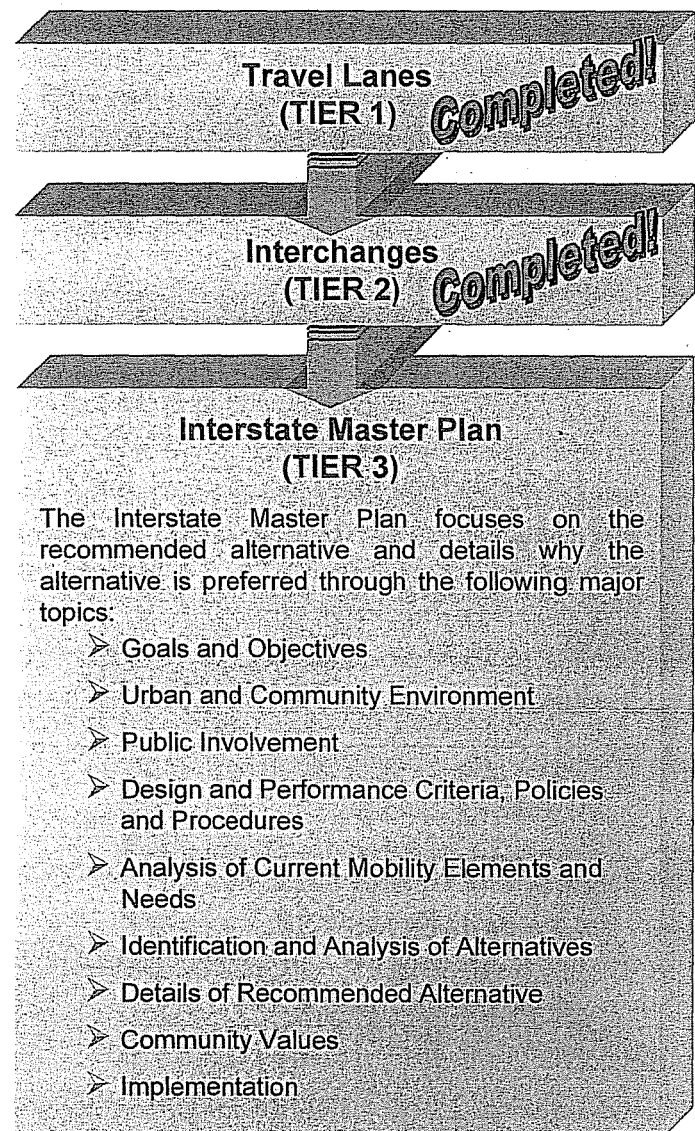 Travel Lanes
(TIER 1)
Completed!
Interchanges
(TIER 2)
Completed!
Interstate Master Plan
(TIER 3)
The Interstate Master Plan focuses on the
recommended alternative and details why the
alternative is preferred through the following major
topics:
➢ Goals and Objectives
➢ Urban and Community Environment
➢ Public Involvement
➢ Design and Performance Criteria, Policies
and Procedures
➢ Analysis of Current Mobility Elements and
Needs
➢ Identification and Analysis of Alternatives
➢ Details of Recommended Alternative
➢ Community Values
➢ Implementation